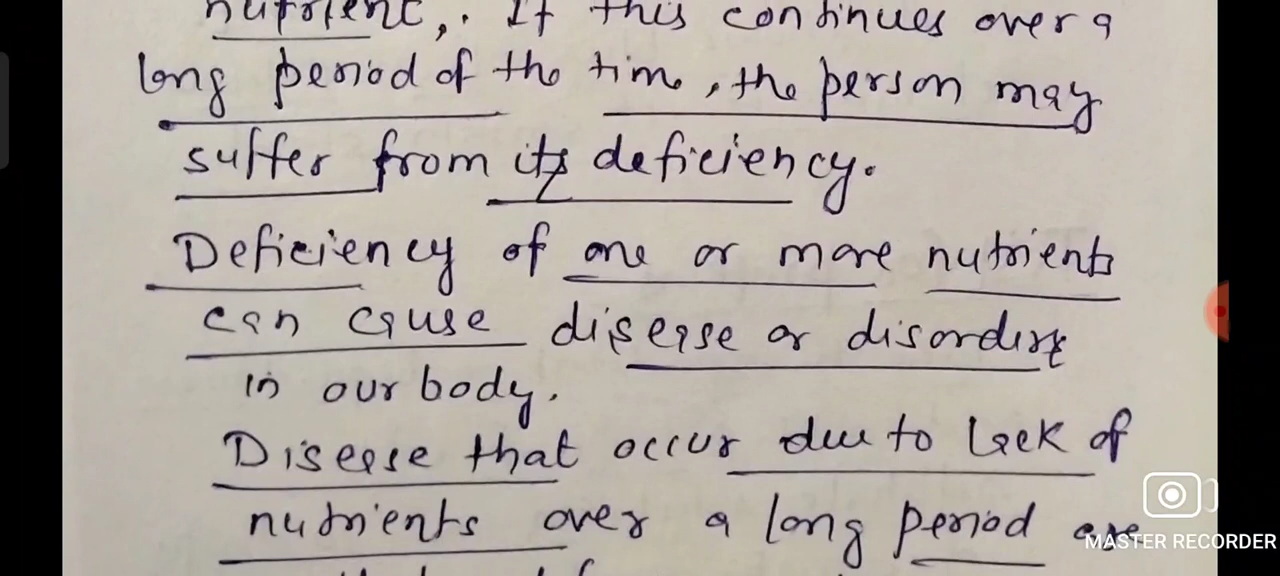 nutrient,. If this continues over a
long period of the time, the person may
suffer from its deficiency.
Deficiency of one or more nutrients
can cause disease or disorders
in our body.
Disease that occur due to lack of
nutrients over a long period are
MASTER RECORDER